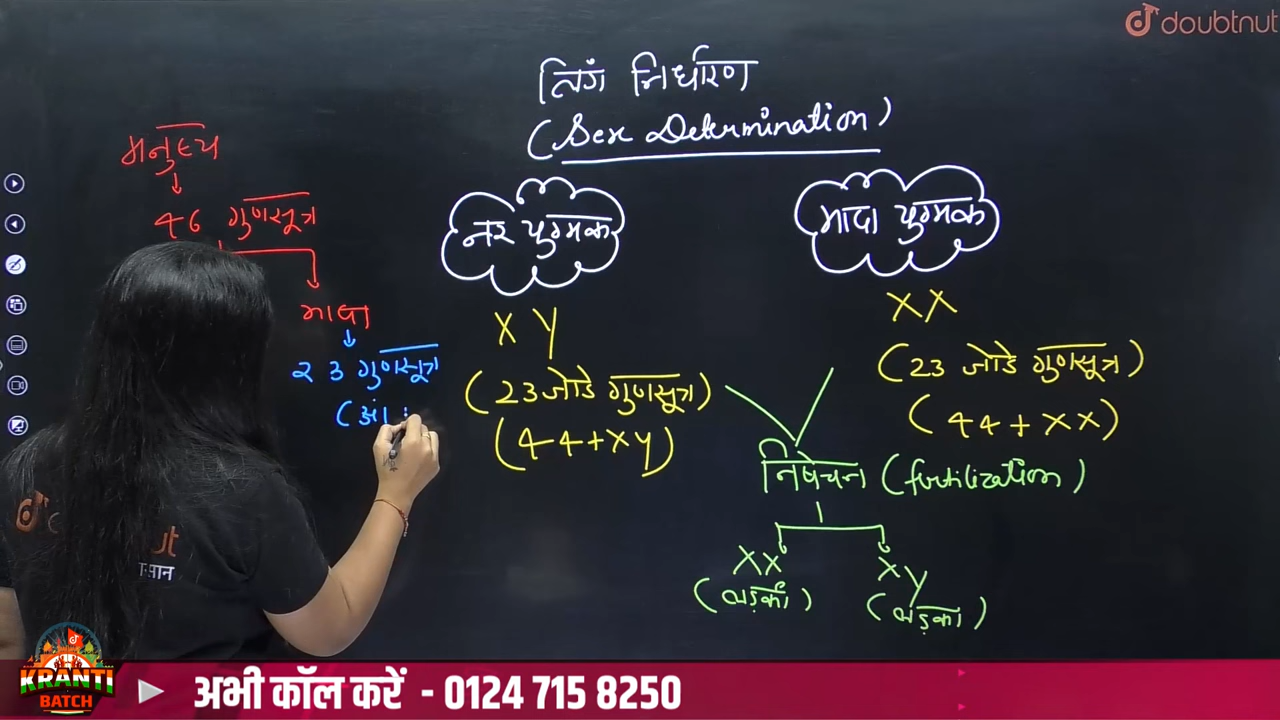 doubtnut
लिंग निर्धारण
(Sex Determination)
मनुष्य
46 गुणसूत्र
मादा
23 गुणसूत्र
(अं
नर युग्मक
X Y
(23 जोडे गुणसूत्र)
(44+XY)
मादा युग्मक
XX
(23 जोडे गुणसूत्र)
(44+XX)
निषेचन (fertilization)
XX
XY
(लड़की)
(लड़का)
KRANTI
BATCH
अभी कॉल करें - 0124 715 8250